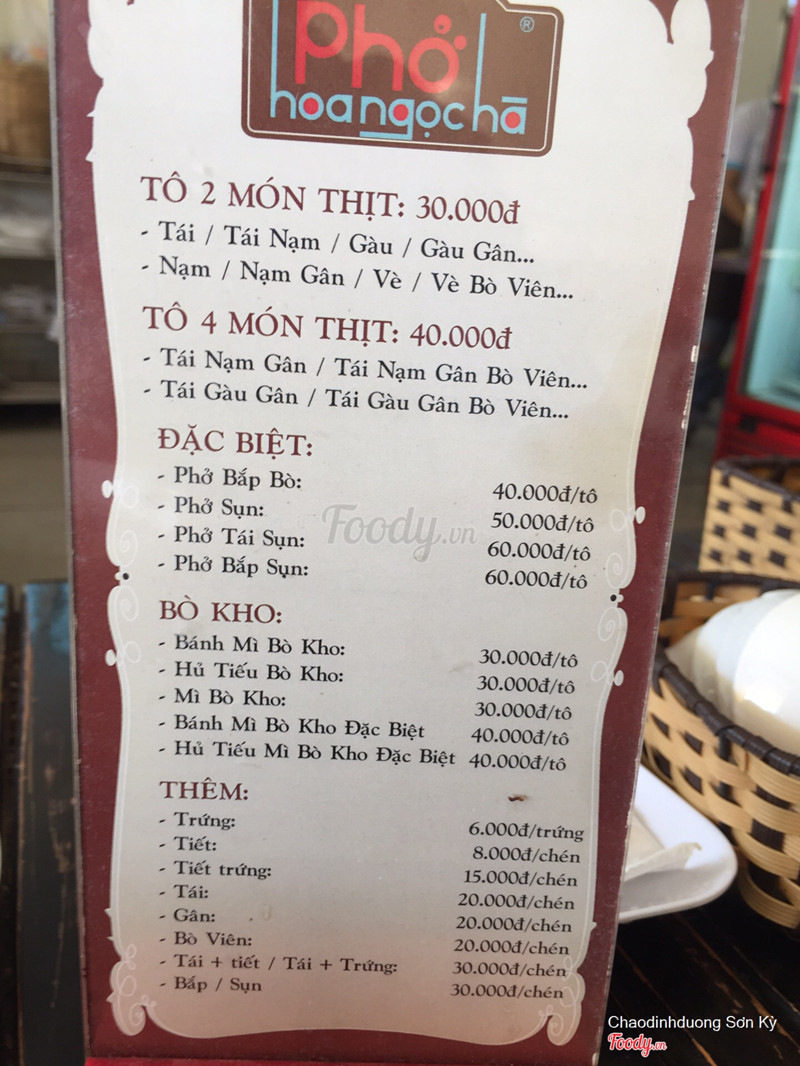 Phở
hoangọchà
®
TÔ 2 MÓN THỊT: 30.000đ
- Tái / Tái Nạm / Gàu / Gàu Gân...
- Nạm / Nạm Gân / Vè / Vè Bò Viên...
TÔ 4 MÓN THỊT: 40.000đ
- Tái Nạm Gân / Tái Nạm Gân Bò Viên...
- Tái Gàu Gân / Tái Gàu Gân Bò Viên...
ĐẶC BIỆT:
- Phở Bắp Bò: 40.000đ/tô
- Phở Sụn: 50.000đ/tô
- Phở Tái Sụn: 60.000đ/tô
- Phở Bắp Sụn: 60.000đ/tô
Foody.vn
BÒ KHO:
- Bánh Mì Bò Kho: 30.000đ/tô
- Hủ Tiếu Bò Kho: 30.000đ/tô
- Mì Bò Kho: 30.000đ/tô
- Bánh Mì Bò Kho Đặc Biệt 40.000đ/tô
- Hủ Tiếu Mì Bò Kho Đặc Biệt 40.000đ/tô
THÊM:
- Trứng: 6.000đ/trứng
- Tiết: 8.000đ/chén
- Tiết trứng: 15.000đ/chén
- Tái: 20.000đ/chén
- Gân: 20.000đ/chén
- Bò Viên: 20.000đ/chén
- Tái + tiết / Tái + Trứng: 30.000đ/chén
- Bắp / Sụn 30.000đ/chén
Chaodinhduong Sơn Kỳ
Foody.vn